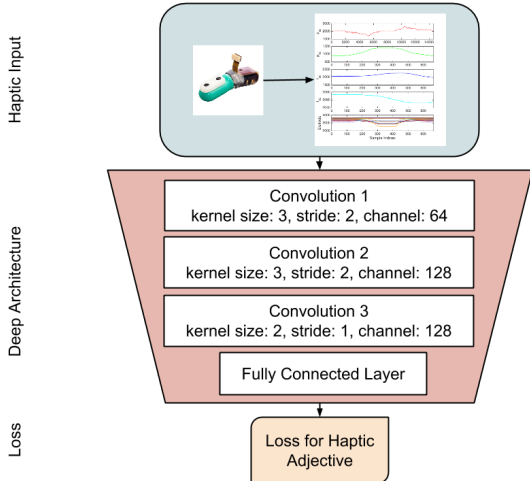 Haptic Input
Sample Indices
Deep Architecture
Convolution 1
kernel size: 3, stride: 2, channel: 64
Convolution 2
kernel size: 3, stride: 2, channel: 128
Convolution 3
kernel size: 2, stride: 1, channel: 128
Fully Connected Layer
Loss
Loss for Haptic
Adjective